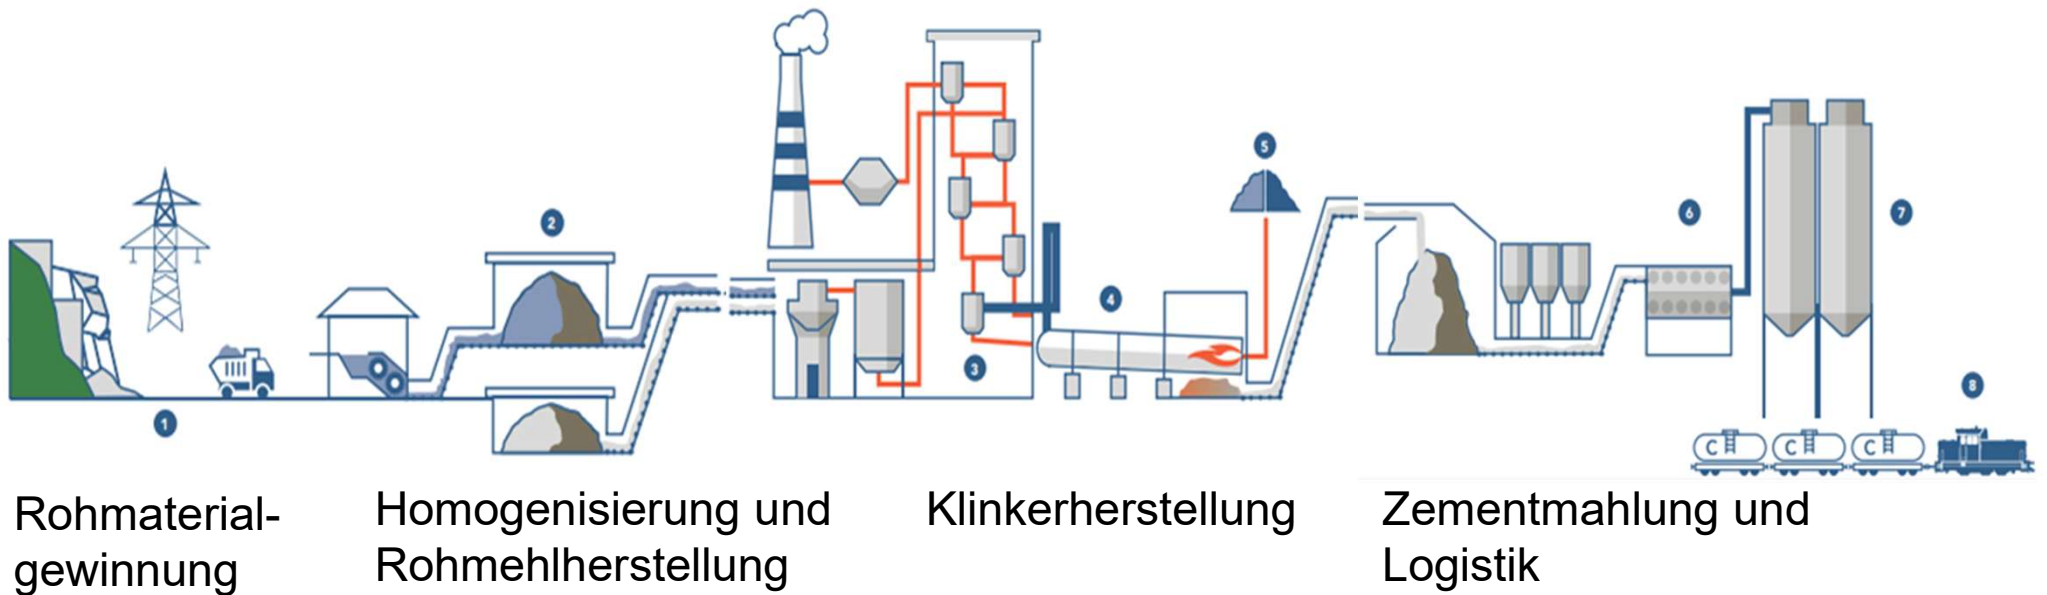 5
2
6
7
4
3
8
1
C C C
Rohmaterial-
gewinnung
Homogenisierung und
Rohmehlherstellung
Klinkerherstellung
Zementmahlung und
Logistik